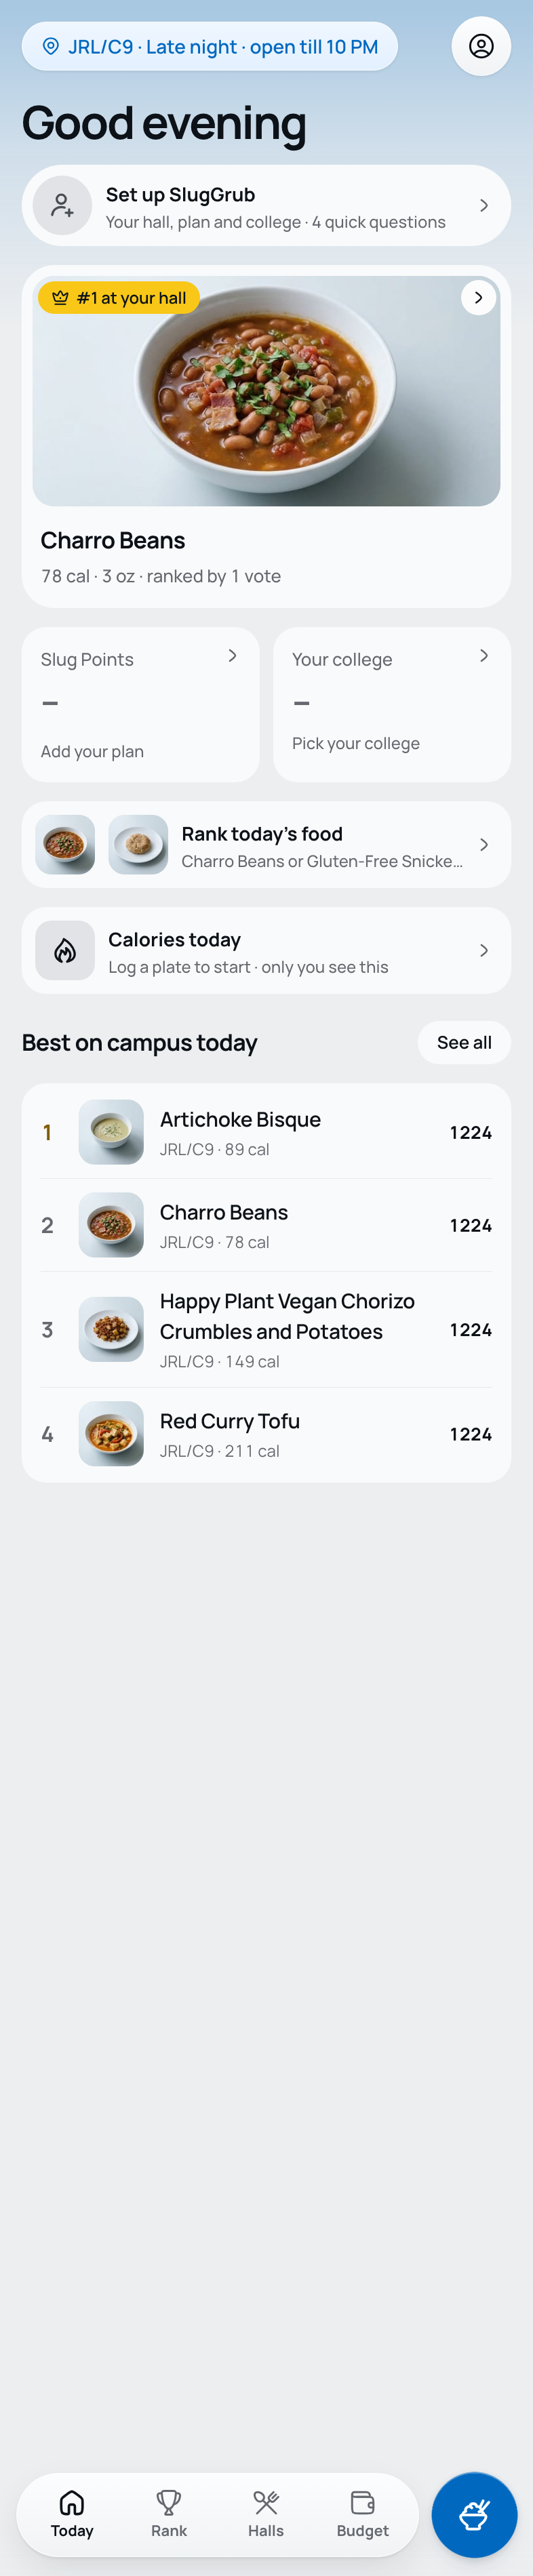 JRL/C9 · Late night · open till 10 PM
Good evening
Set up SlugGrub
Your hall, plan and college · 4 quick questions
#1 at your hall
Charro Beans
78 cal · 3 oz · ranked by 1 vote
Slug Points
–
Add your plan
Your college
–
Pick your college
Rank today's food
Charro Beans or Gluten-Free Snicke...
Calories today
Log a plate to start · only you see this
Best on campus today
See all
1
Artichoke Bisque
JRL/C9 · 89 cal
1224
2
Charro Beans
JRL/C9 · 78 cal
1224
3
Happy Plant Vegan Chorizo
Crumbles and Potatoes
JRL/C9 · 149 cal
1224
4
Red Curry Tofu
JRL/C9 · 211 cal
1224
Today
Rank
Halls
Budget